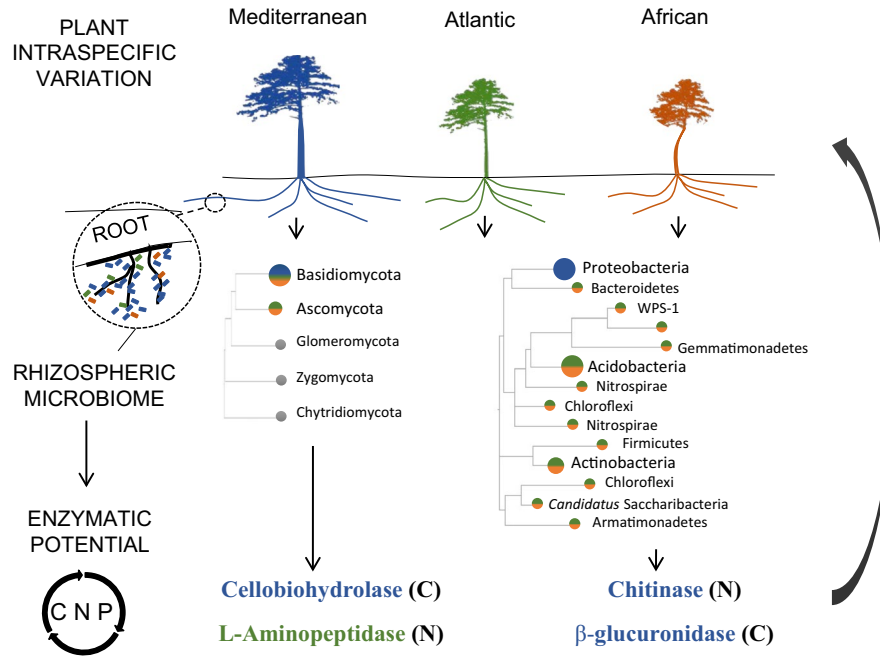 PLANT
INTRASPECIFIC
VARIATION
Mediterranean
Atlantic
African
ROOT
RHIZOSPHERIC
MICROBIOME
ENZYMATIC
POTENTIAL
C N P
Basidiomycota
Ascomycota
Glomeromycota
Zygomycota
Chytridiomycota
Proteobacteria
Bacteroidetes
WPS-1
Gemmatimonadetes
Acidobacteria
Nitrospirae
Chloroflexi
Nitrospirae
Firmicutes
Actinobacteria
Chloroflexi
Candidatus Saccharibacteria
Armatimonadetes
Cellobiohydrolase (C)
L-Aminopeptidase (N)
Chitinase (N)
β-glucuronidase (C)